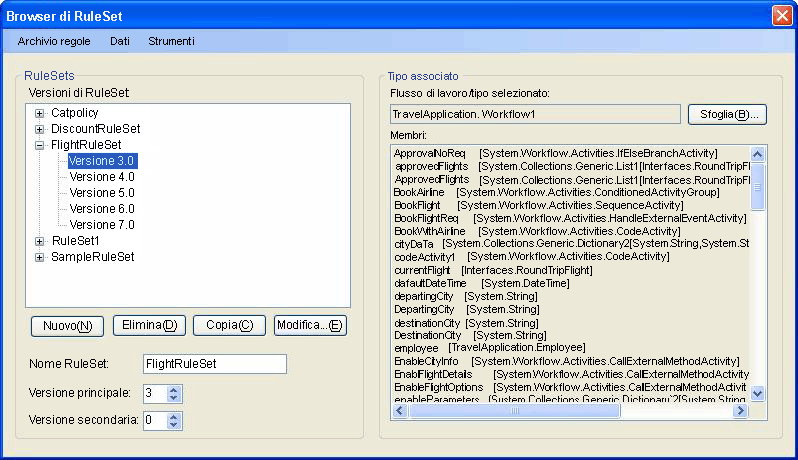 Browser di RuleSet
Archivio regole Dati Strumenti
RuleSets
Versioni di RuleSet
Catpolicy
DiscountRuleSet
FlightRuleSet
Versione 3.0
Versione 4.0
Versione 5.0
Versione 6.0
Versione 7.0
RuleSet1
SampleRuleSet
Nuovo(N) Elimina(D) Copia(C) Modifica...(E)
Nome RuleSet: FlightRuleSet
Versione principale: 3
Versione secondaria: 0
Tipo associato
Flusso di lavoro/tipo selezionato:
TravelApplication. Workflow1 Sfoglia(B)...
Membri:
ApprovalNoReq [System.Workflow.Activities.IfElseBranchActivity]
approvedFlights [System.Collections.Generic.List1[Interfaces.RoundTripFl
ApprovedFlights [System.Collections.Generic.List1[Interfaces.RoundTripFl
BookAirline [System.Workflow.Activities.ConditionedActivityGroup]
BookFlight [System.Workflow.Activities.SequenceActivity]
BookFlightReq [System.Workflow.Activities.HandleExternalEventActivity]
BookWithAirline [System.Workflow.Activities.CodeActivity]
cityDaTa [System.Collections.Generic.Dictionary2[System.String,System.St
codeActivity1 [System.Workflow.Activities.CodeActivity]
currentFlight [Interfaces.RoundTripFlight]
dafaultDateTime [System.DateTime]
departingCity [System.String]
DepartingCity [System.String]
destinationCity [System.String]
DestinationCity [System.String]
employee [TravelApplication.Employee]
EnableCityInfo [System.Workflow.Activities.CallExternalMethodActivity]
EnablFlightDetails [System.Workflow.Activities.CallExternalMethodActivity
EnableFlightOptions [System.Workflow.Activities.CallExternalMethodActivit
enableParameters [System.Collections.Generic.Dictionary`2[System.String